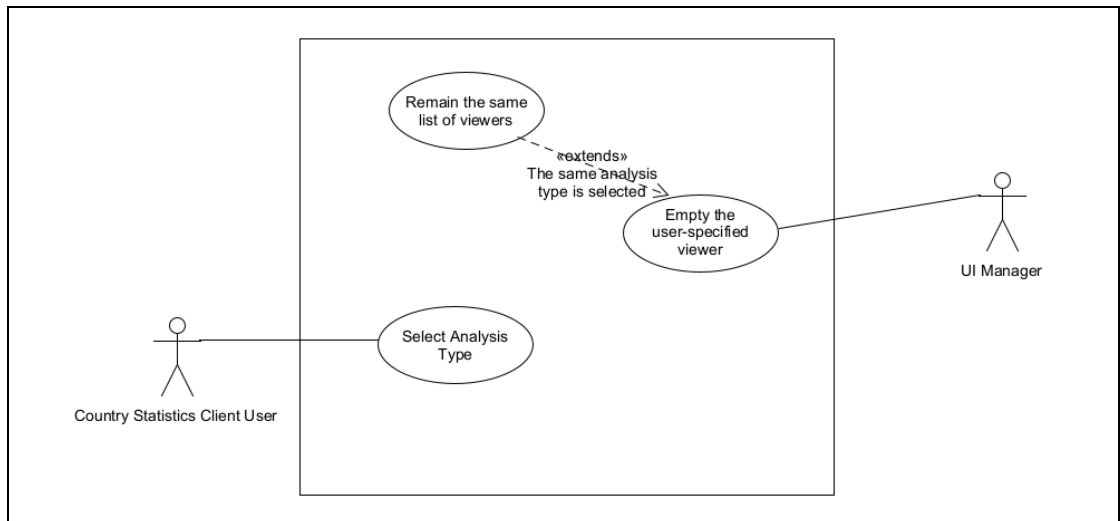 Remain the same
list of viewers
«extends»
The same analysis
type is selected
Empty the
user-specified
viewer
UI Manager
Select Analysis
Type
Country Statistics Client User